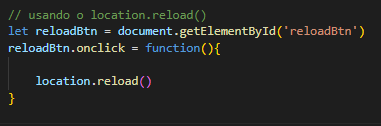 // usando o location.reload()
let reloadBtn = document.getElementById('reloadBtn')
reloadBtn.onclick = function(){
location.reload()
}